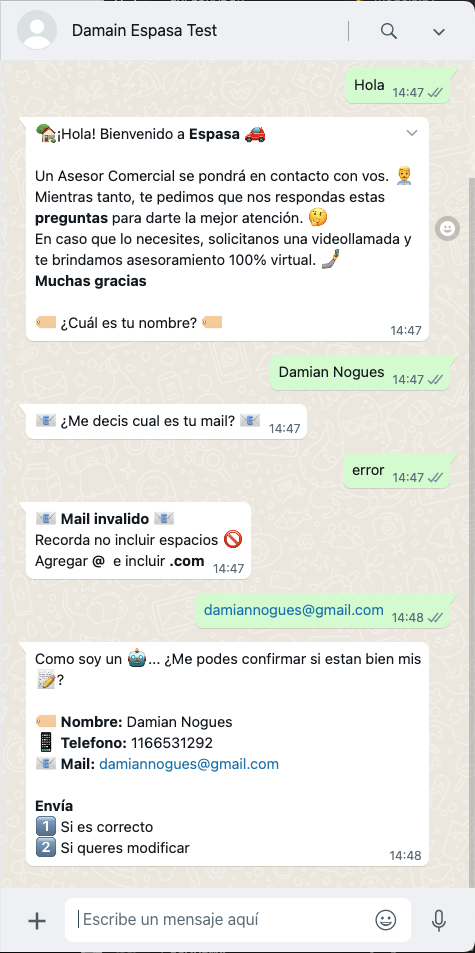 Damain Espasa Test
Hola 14:47
🏡¡Hola! Bienvenido a Espasa 🚗
Un Asesor Comercial se pondrá en contacto con vos. 👨‍💼
Mientras tanto, te pedimos que nos respondas estas
preguntas para darte la mejor atención. 🤔
En caso que lo necesites, solicitanos una videollamada y
te brindamos asesoramiento 100% virtual. 🤳
Muchas gracias
🏷️ ¿Cuál es tu nombre? 🏷️
14:47
Damian Nogues 14:47
📧 ¿Me decis cual es tu mail? 📧 14:47
error 14:47
📧 Mail invalido 📧
Recorda no incluir espacios 🚫
Agregar @ e incluir .com 14:47
damiannogues@gmail.com 14:48
Como soy un 🤖... ¿Me podes confirmar si estan bien mis
📝?
🏷️ Nombre: Damian Nogues
📱 Telefono: 1166531292
📧 Mail: damiannogues@gmail.com
Envía
1️⃣ Si es correcto
2️⃣ Si queres modificar
14:48
Escribe un mensaje aquí